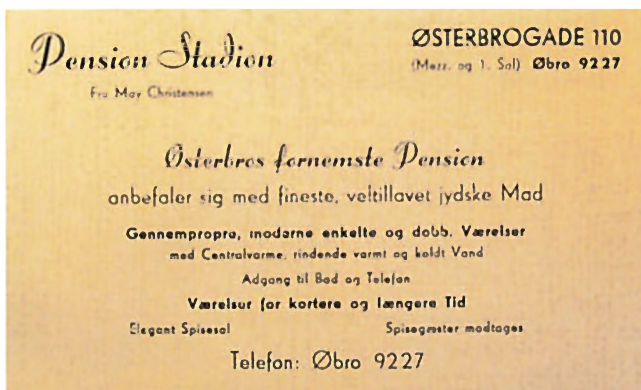 Pension Stadion
Fru May Christensen
ØSTERBROGADE 110
(Mezz. og 1. Sal) Øbro 9227
Østerbros fornemste Pension
anbefaler sig med fineste, veltillavet jydske Mad
Gennempropre, moderne enkelte og dobb. Værelser
med Centralvarme, rindende varmt og koldt Vand
Adgang til Bad og Telefon
Værelser for kortere og længere Tid
Elegant Spisesal
Spisegæster modtages
Telefon: Øbro 9227